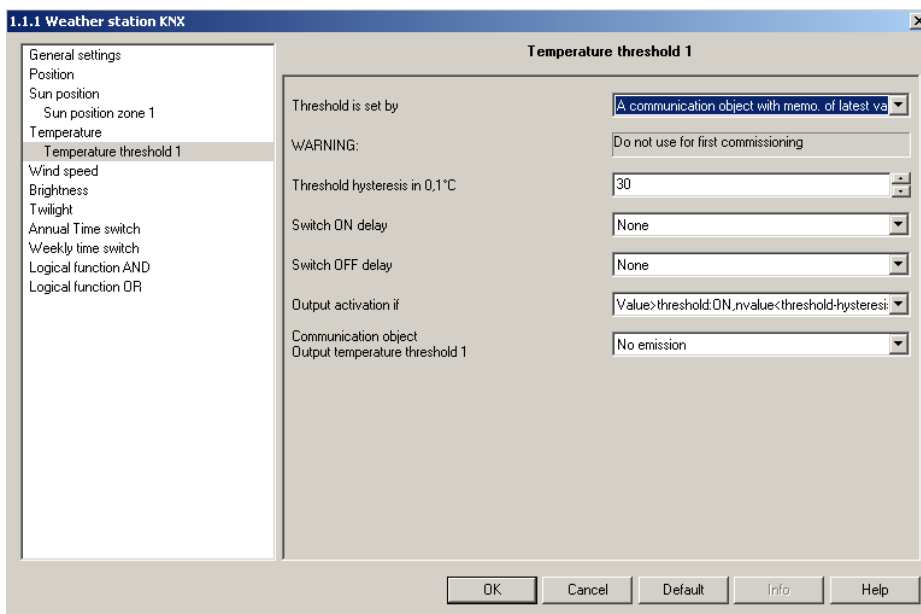 1.1.1 Weather station KNX
General settings
Position
Sun position
Sun position zone 1
Temperature
Temperature threshold 1
Wind speed
Brightness
Twilight
Annual Time switch
Weekly time switch
Logical function AND
Logical function OR
Temperature threshold 1
Threshold is set by
A communication object with memo. of latest va
WARNING:
Do not use for first commissioning
Threshold hysteresis in 0,1°C
30
Switch ON delay
None
Switch OFF delay
None
Output activation if
Value>threshold:ON,nvalue<threshold-hysteresi:
Communication object
Output temperature threshold 1
No emission
OK
Cancel
Default
Info
Help